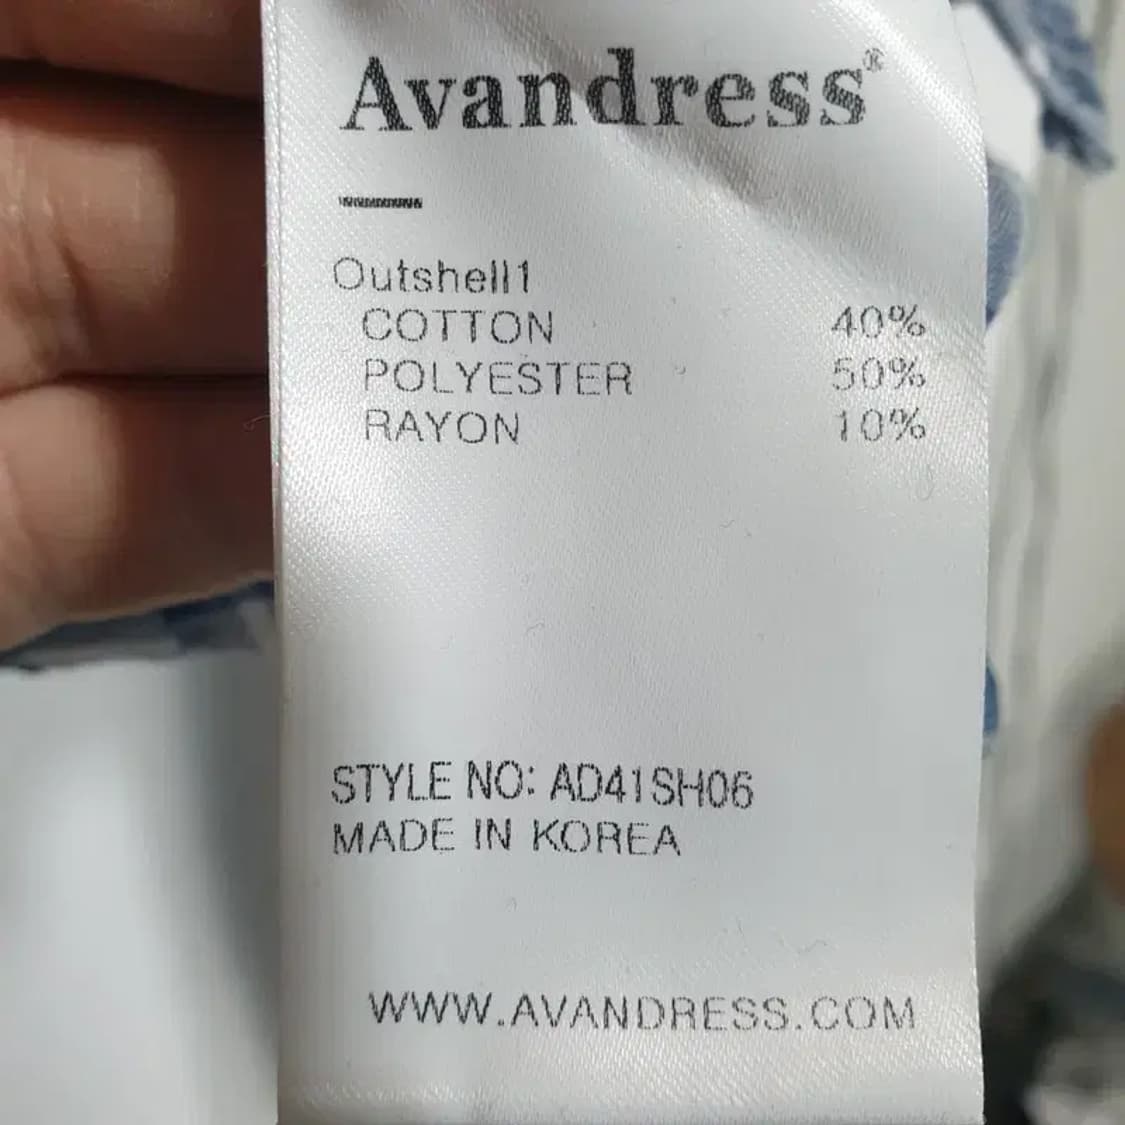 Avandress®
Outshell1
COTTON 40%
POLYESTER 50%
RAYON 10%
STYLE NO: AD41SH06
MADE IN KOREA
WWW.AVANDRESS.COM